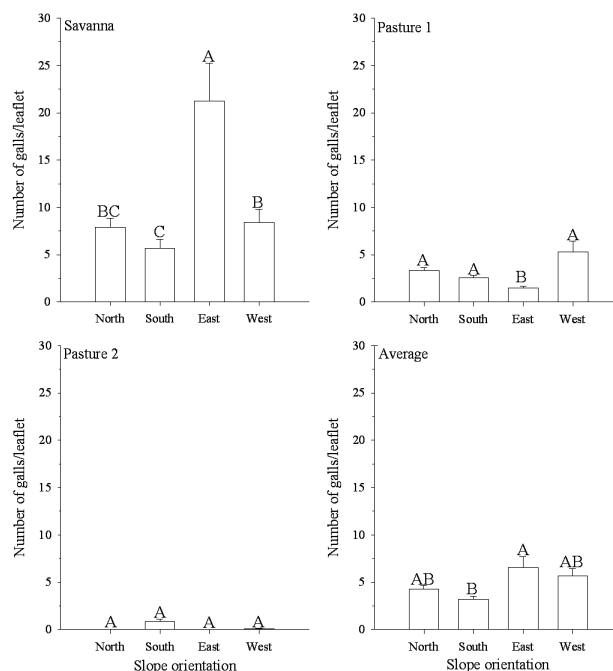 Savanna
Number of galls/leaflet
30
25
20
15
10
5
0
BC
C
A
B
North South East West
Pasture 1
Number of galls/leaflet
30
25
20
15
10
5
0
A
A
B
A
North South East West
Pasture 2
Number of galls/leaflet
30
25
20
15
10
5
0
A
A
A
A
North South East West
Slope orientation
Average
Number of galls/leaflet
30
25
20
15
10
5
0
AB
B
A
AB
North South East West
Slope orientation